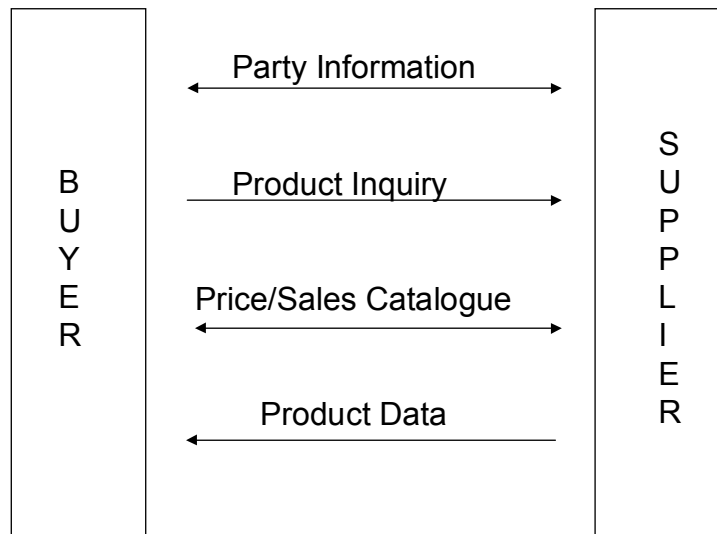 BUYER
Party Information
Product Inquiry
Price/Sales Catalogue
Product Data
SUPPLIER